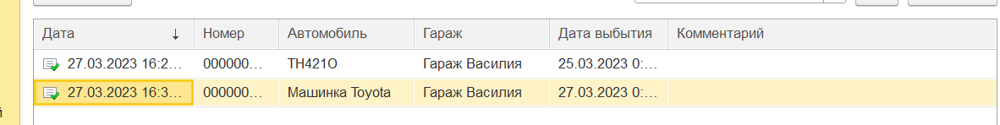 Дата ↓ Номер Автомобиль Гараж Дата выбытия Комментарий
27.03.2023 16:2... 000000... TH421O Гараж Василия 25.03.2023 0:...
27.03.2023 16:3... 000000... Машинка Toyota Гараж Василия 27.03.2023 0:...
й